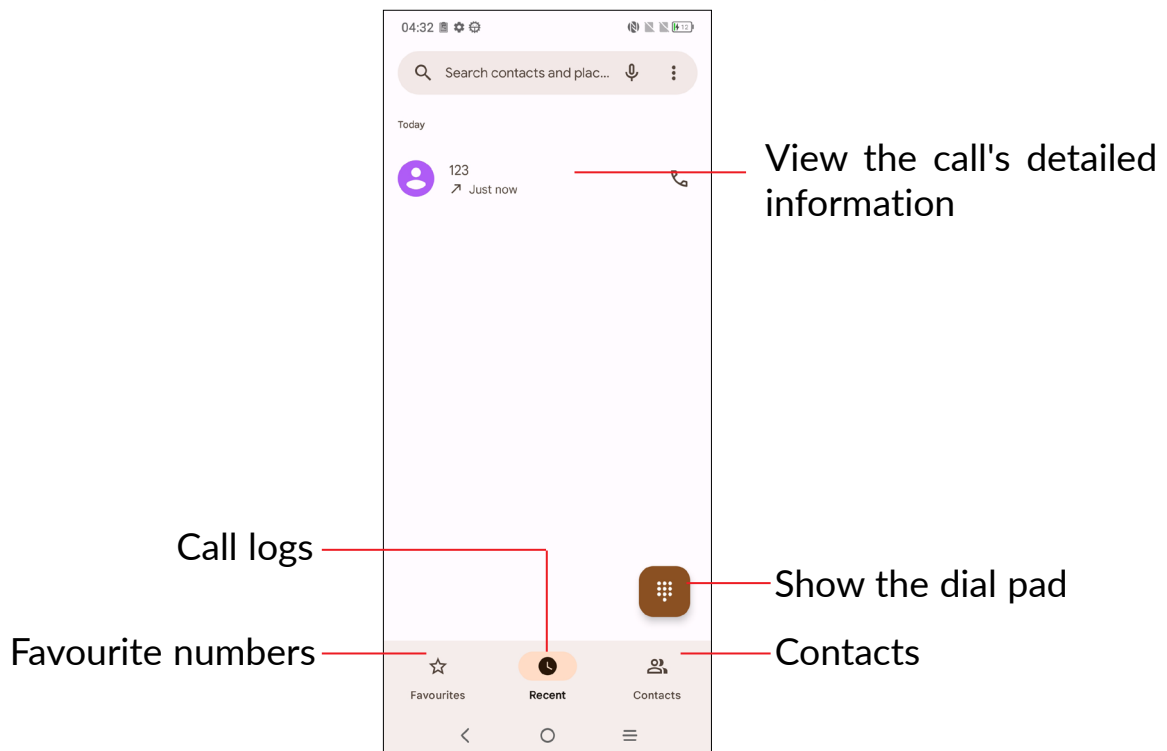 04:32
12
Search contacts and plac...
Today
123
Just now
View the call's detailed
information
Call logs
Show the dial pad
Favourite numbers
Contacts
Favourites
Recent
Contacts